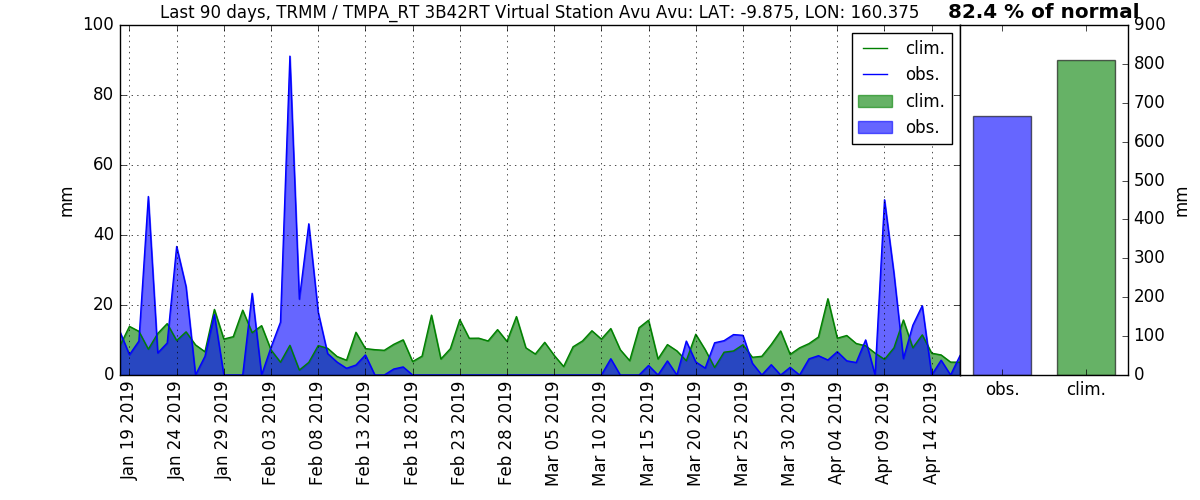 Last 90 days, TRMM / TMPA_RT 3B42RT Virtual Station Avu Avu: LAT: -9.875, LON: 160.375
82.4 % of normal
100
80
60
40
20
0
mm
clim.
obs.
clim.
obs.
900
800
700
600
500
400
300
200
100
0
mm
Jan 19 2019
Jan 24 2019
Jan 29 2019
Feb 03 2019
Feb 08 2019
Feb 13 2019
Feb 18 2019
Feb 23 2019
Feb 28 2019
Mar 05 2019
Mar 10 2019
Mar 15 2019
Mar 20 2019
Mar 25 2019
Mar 30 2019
Apr 04 2019
Apr 09 2019
Apr 14 2019
obs.
clim.